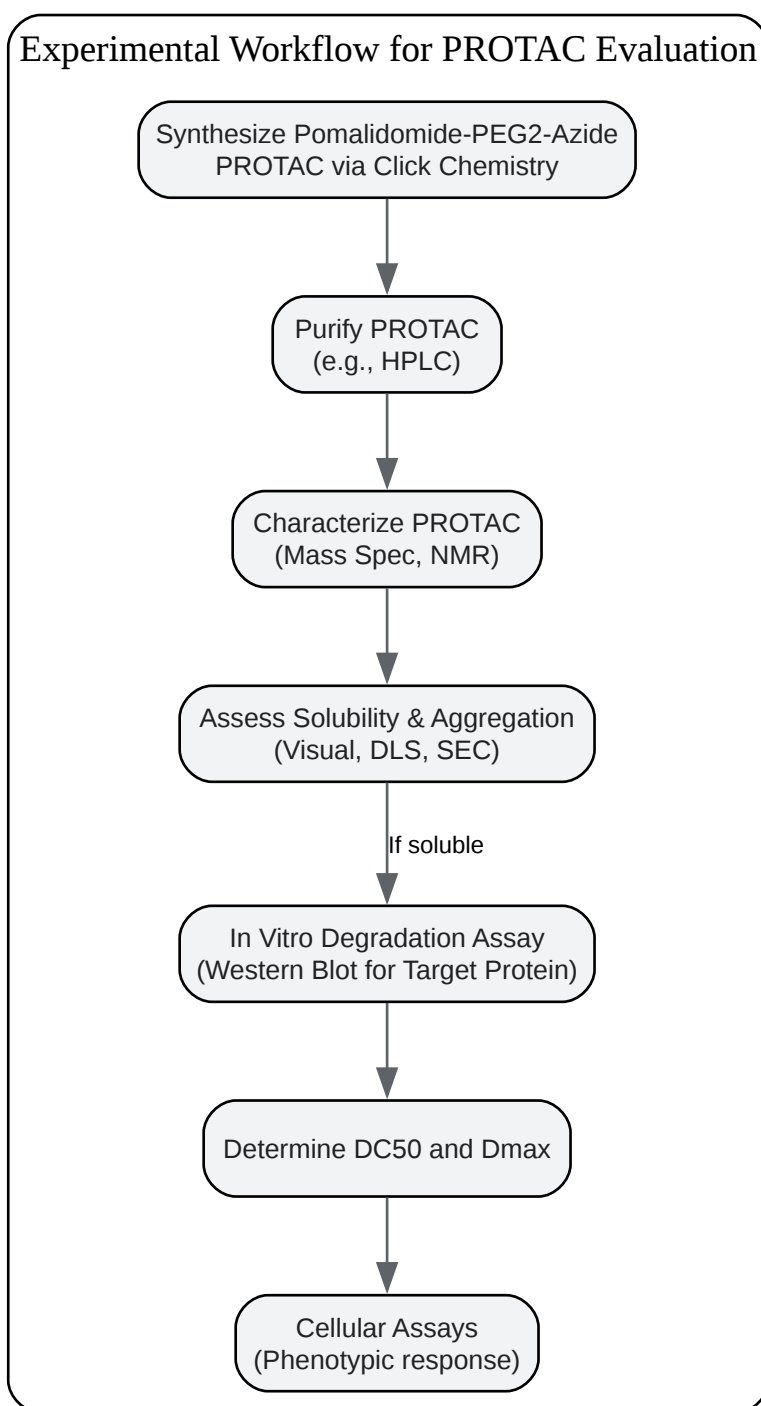 Experimental Workflow for PROTAC Evaluation
Synthesize Pomalidomide-PEG2-Azide
PROTAC via Click Chemistry
Purify PROTAC
(e.g., HPLC)
Characterize PROTAC
(Mass Spec, NMR)
Assess Solubility & Aggregation
(Visual, DLS, SEC)
If soluble
In Vitro Degradation Assay
(Western Blot for Target Protein)
Determine DC50 and Dmax
Cellular Assays
(Phenotypic response)